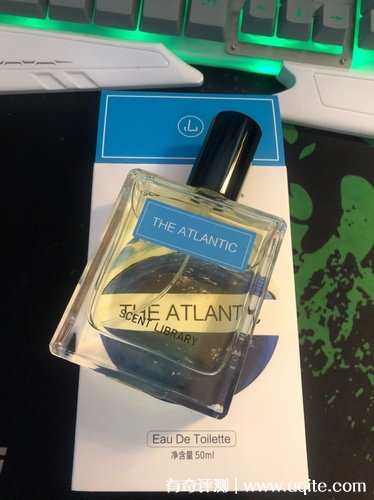 THE ATLANTIC
THE ATLANT
SCENT LIBRARY
Eau De Toilette
净含量 50ml
有奇评测 | www.uqite.com